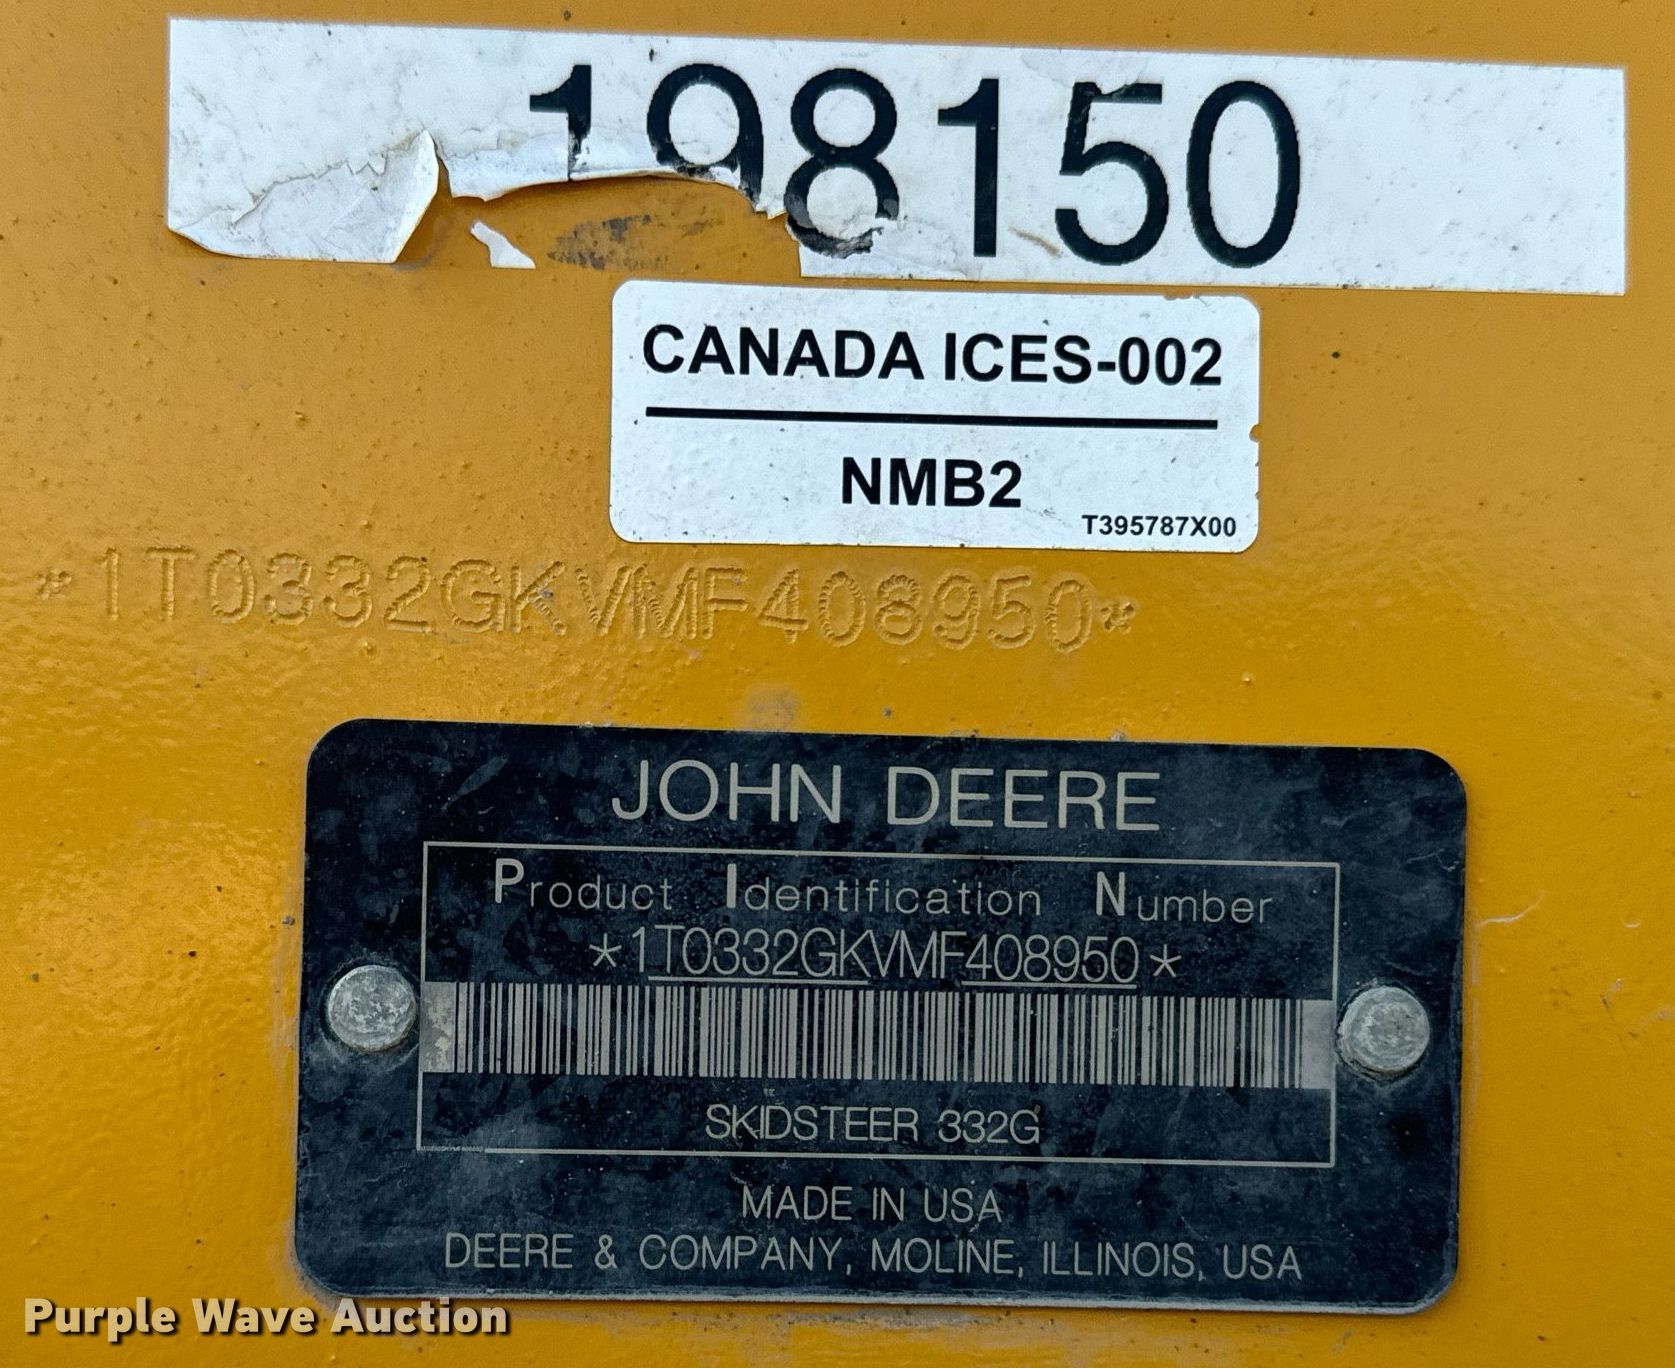 198150
CANADA ICES-002
NMB2
T395787X00
*1T0332GKVMF408950*
JOHN DEERE
Product Identification Number
*1T0332GKVMF408950*
SKIDSTEER 332G
MADE IN USA
DEERE & COMPANY, MOLINE, ILLINOIS, USA
Purple Wave Auction